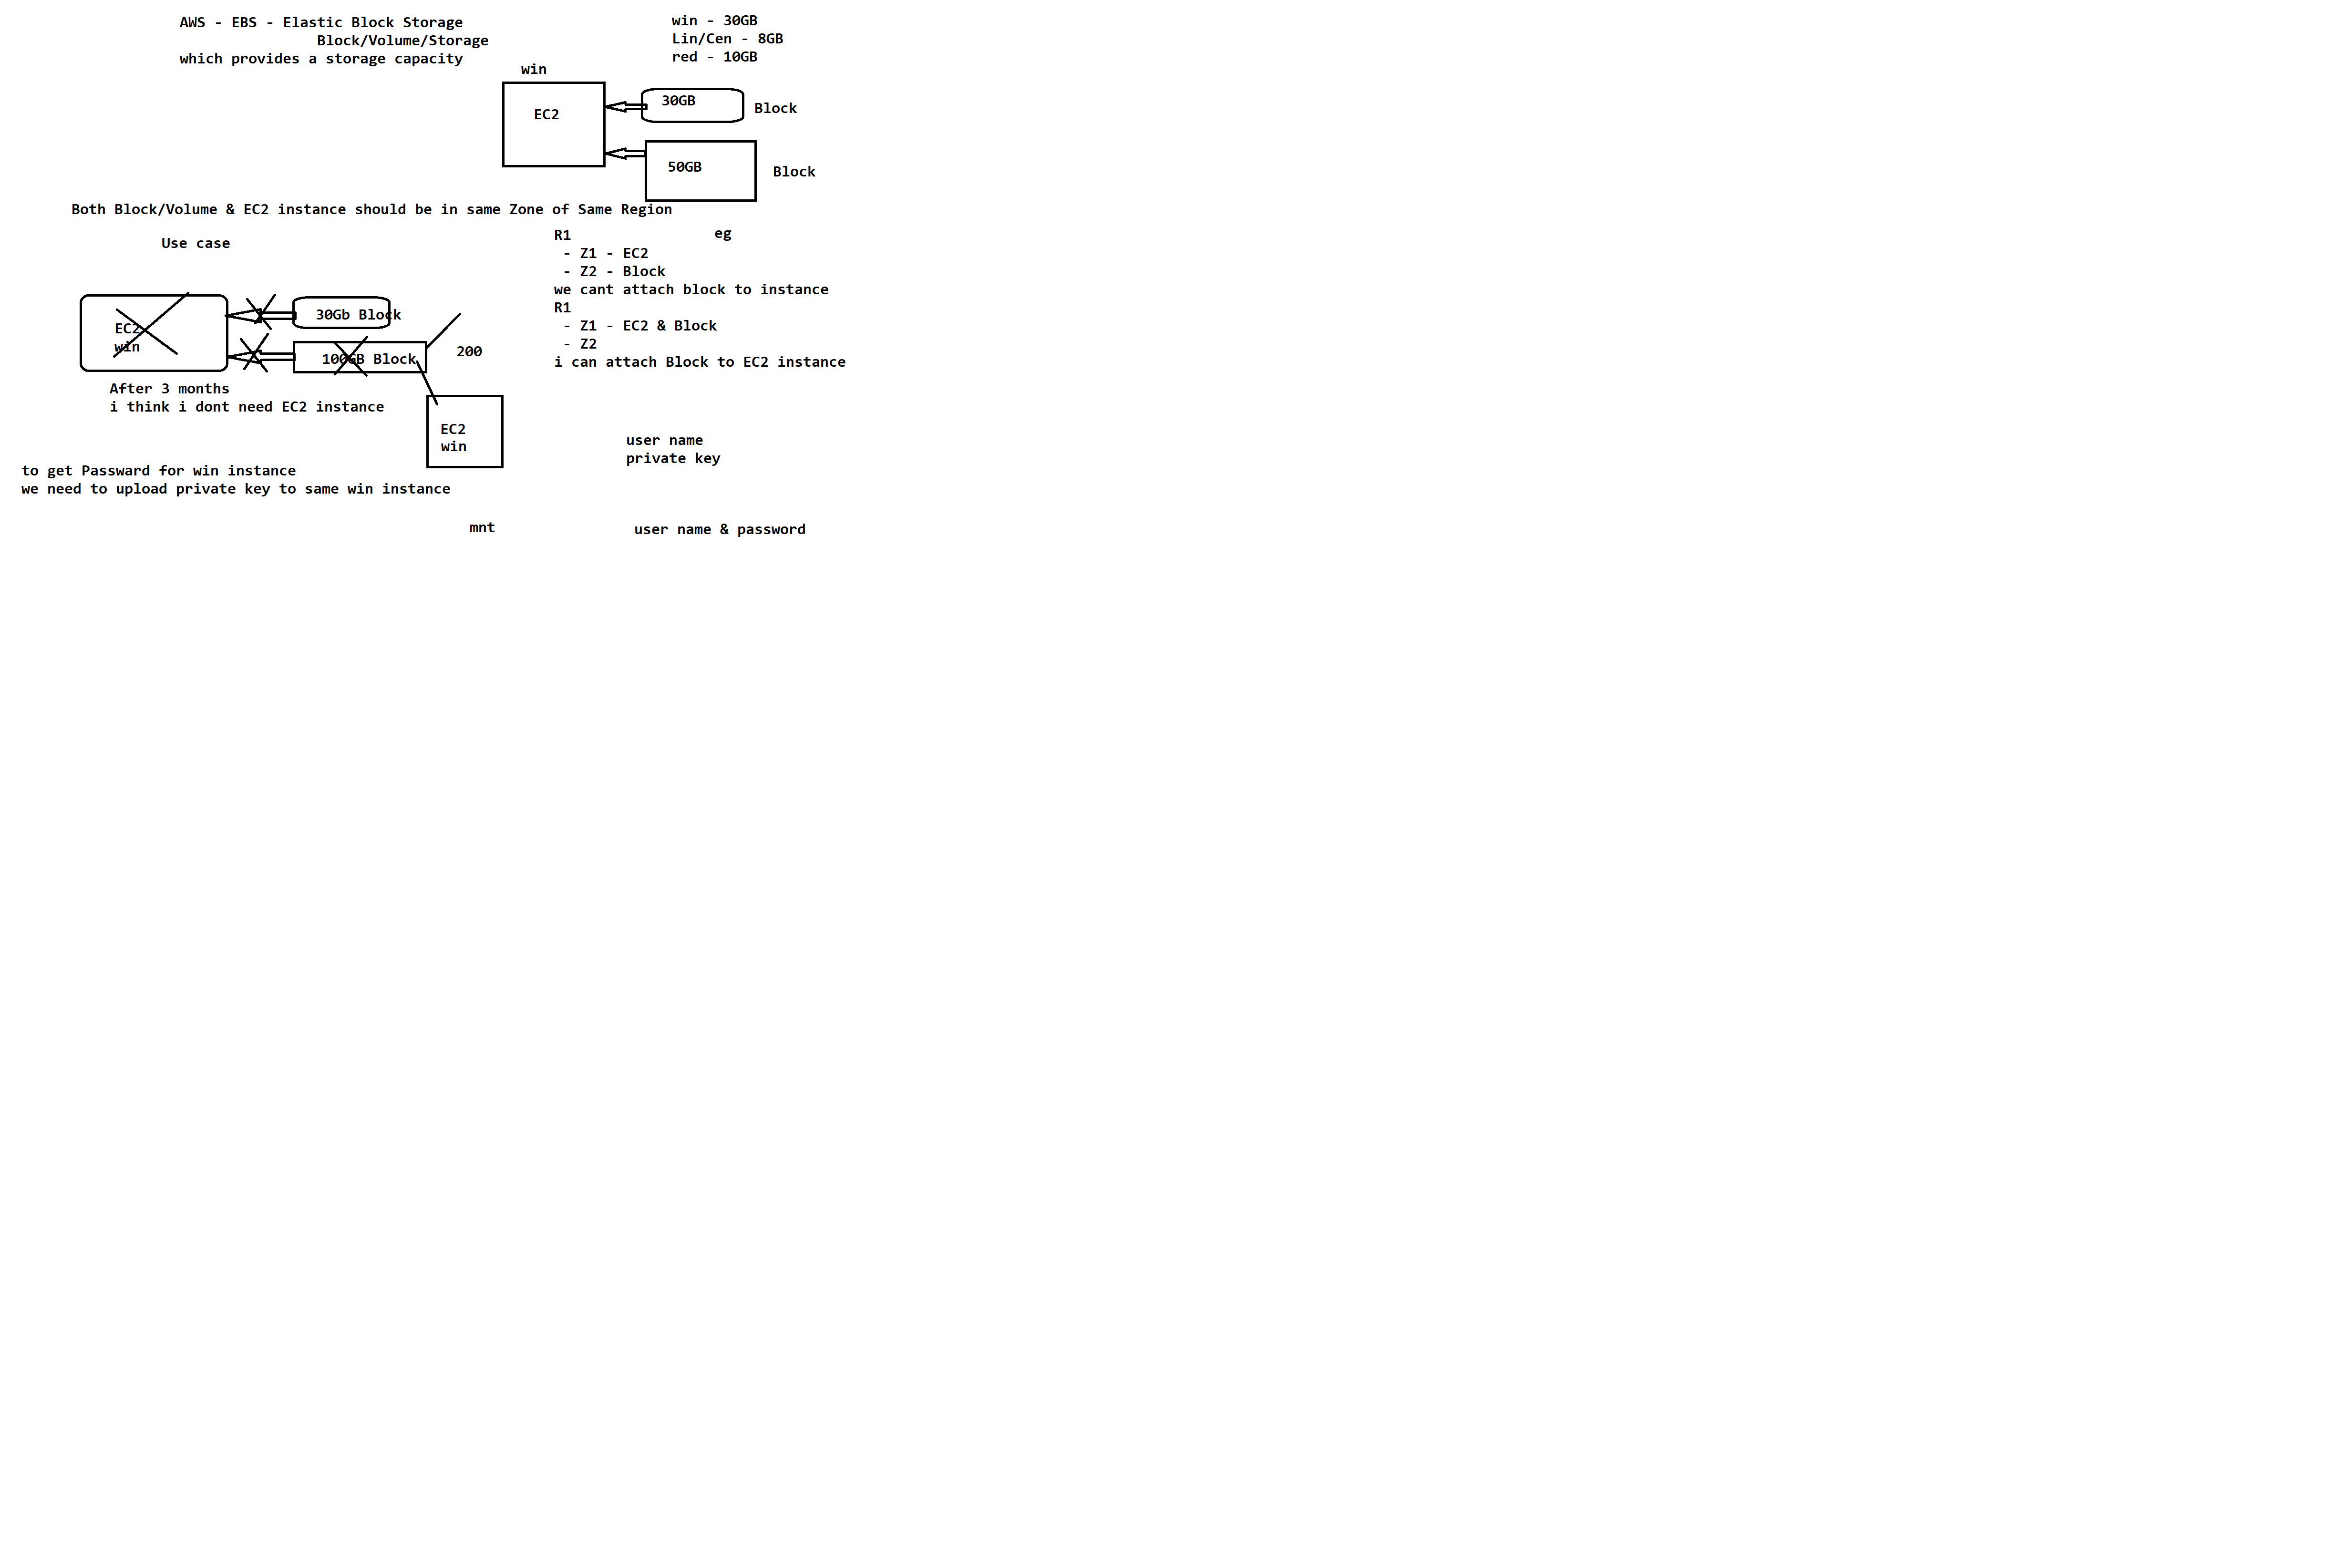 AWS - EBS - Elastic Block Storage
Block/Volume/Storage
which provides a storage capacity
win - 30GB
Lin/Cen - 8GB
red - 10GB
win
EC2
30GB
Block
50GB
Block
Both Block/Volume & EC2 instance should be in same Zone of Same Region
Use case
eg
R1
- Z1 - EC2
- Z2 - Block
we cant attach block to instance
R1
- Z1 - EC2 & Block
- Z2
i can attach Block to EC2 instance
EC2
win
30Gb Block
100GB Block
200
After 3 months
i think i dont need EC2 instance
EC2
win
user name
private key
to get Passward for win instance
we need to upload private key to same win instance
mnt
user name & password